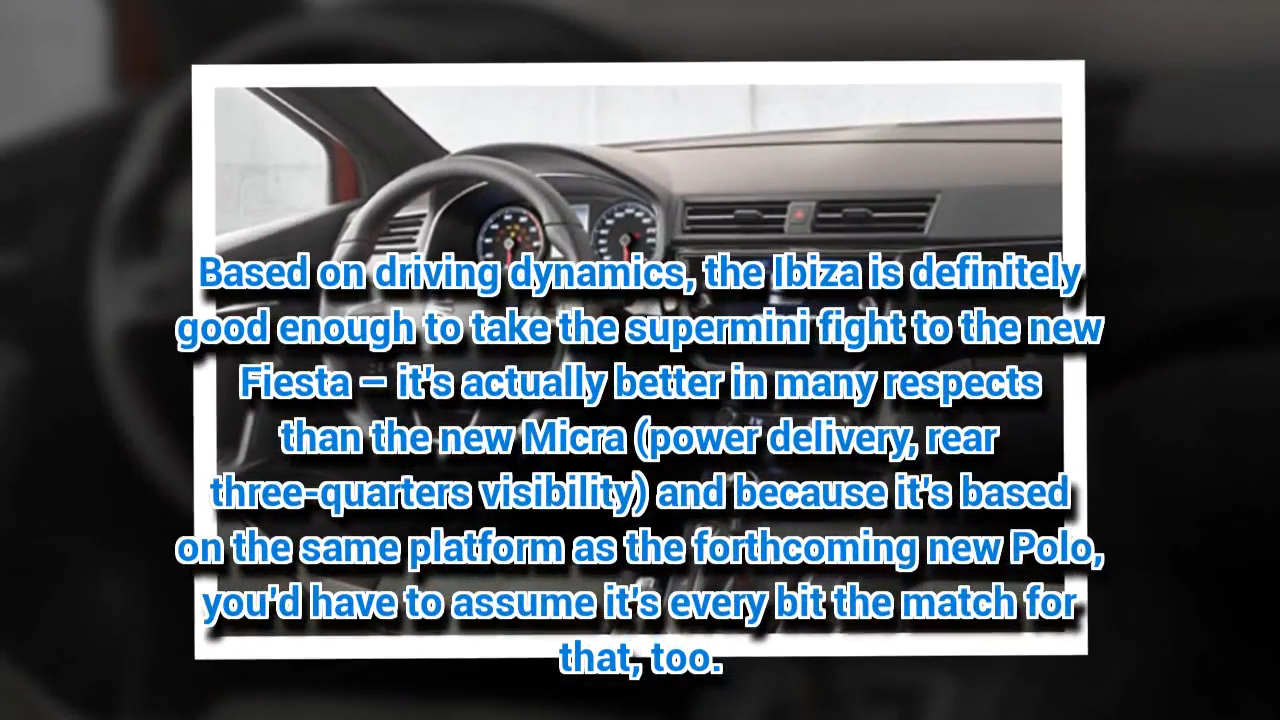 Based on driving dynamics, the Ibiza is definitely
good enough to take the supermini fight to the new
Fiesta – it's actually better in many respects
than the new Micra (power delivery, rear
three-quarters visibility) and because it's based
on the same platform as the forthcoming new Polo,
you'd have to assume it's every bit the match for
that, too.